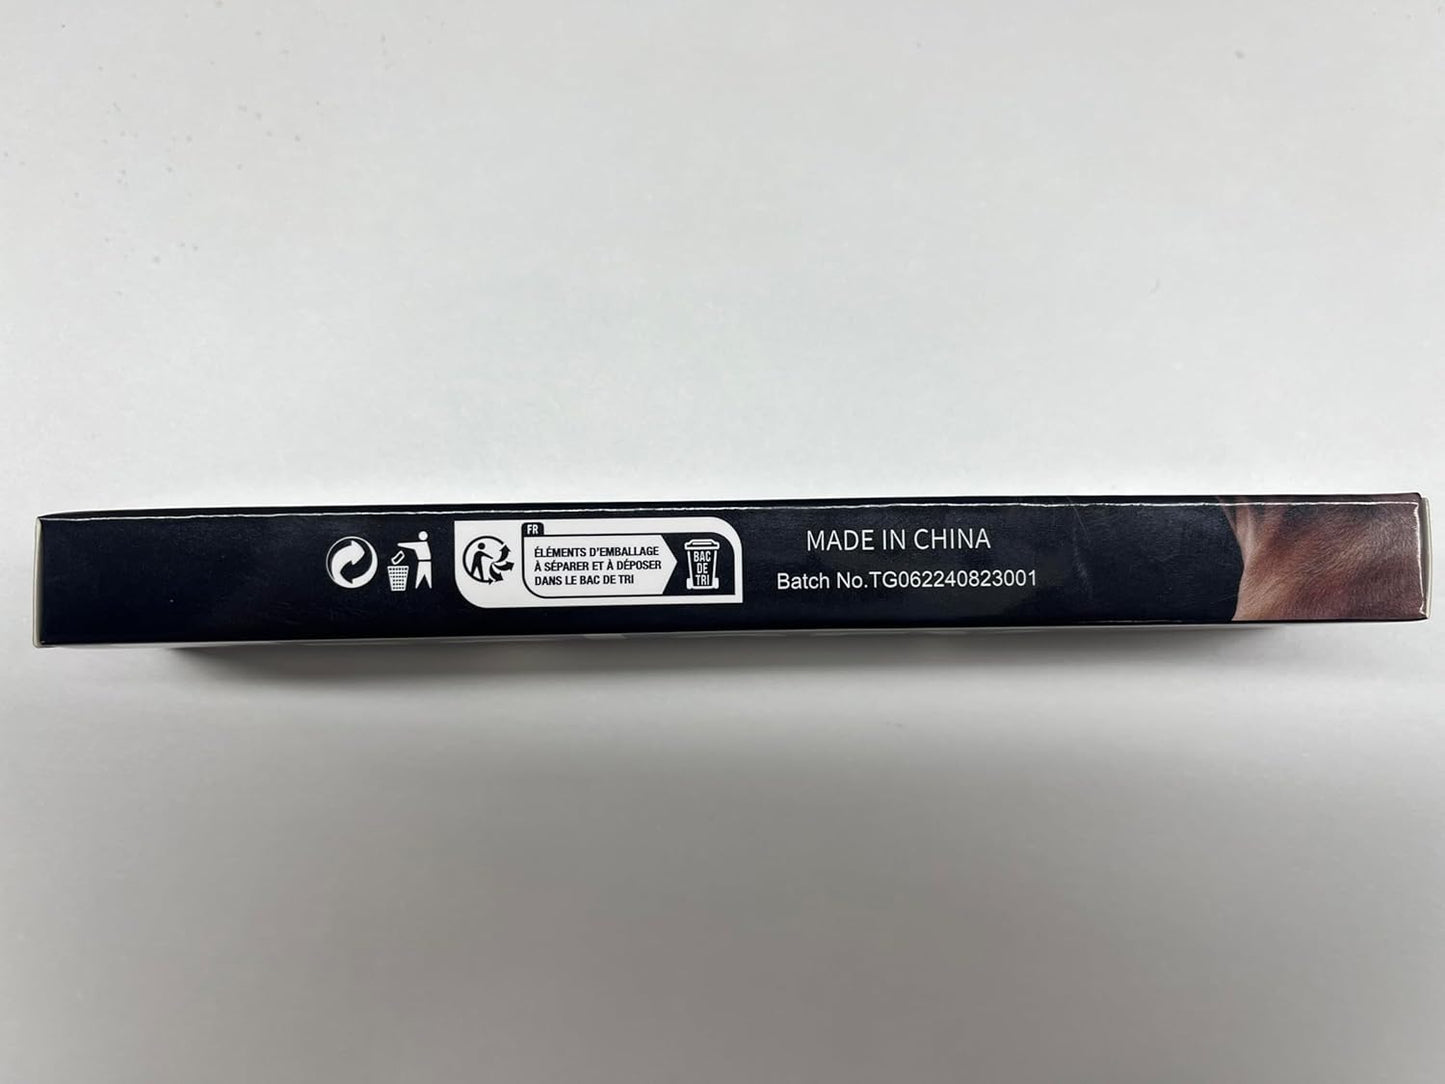 FR
ÉLÉMENTS D'EMBALLAGE
À SÉPARER ET À DÉPOSER
DANS LE BAC DE TRI
BAC
DE
TRI
MADE IN CHINA
Batch No.TG062240823001